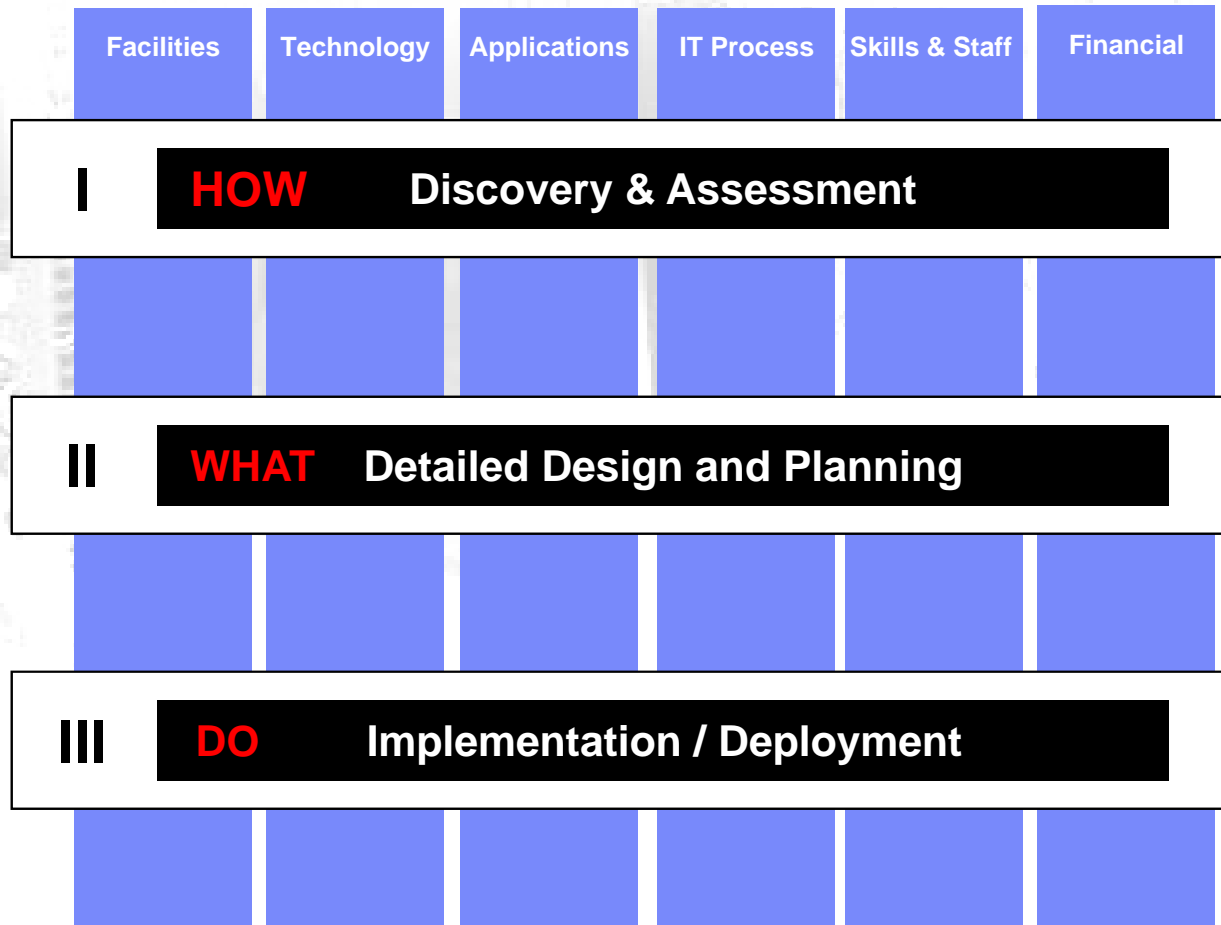 Facilities Technology Applications IT Process Skills & Staff Financial
I HOW Discovery & Assessment
II WHAT Detailed Design and Planning
III DO Implementation / Deployment